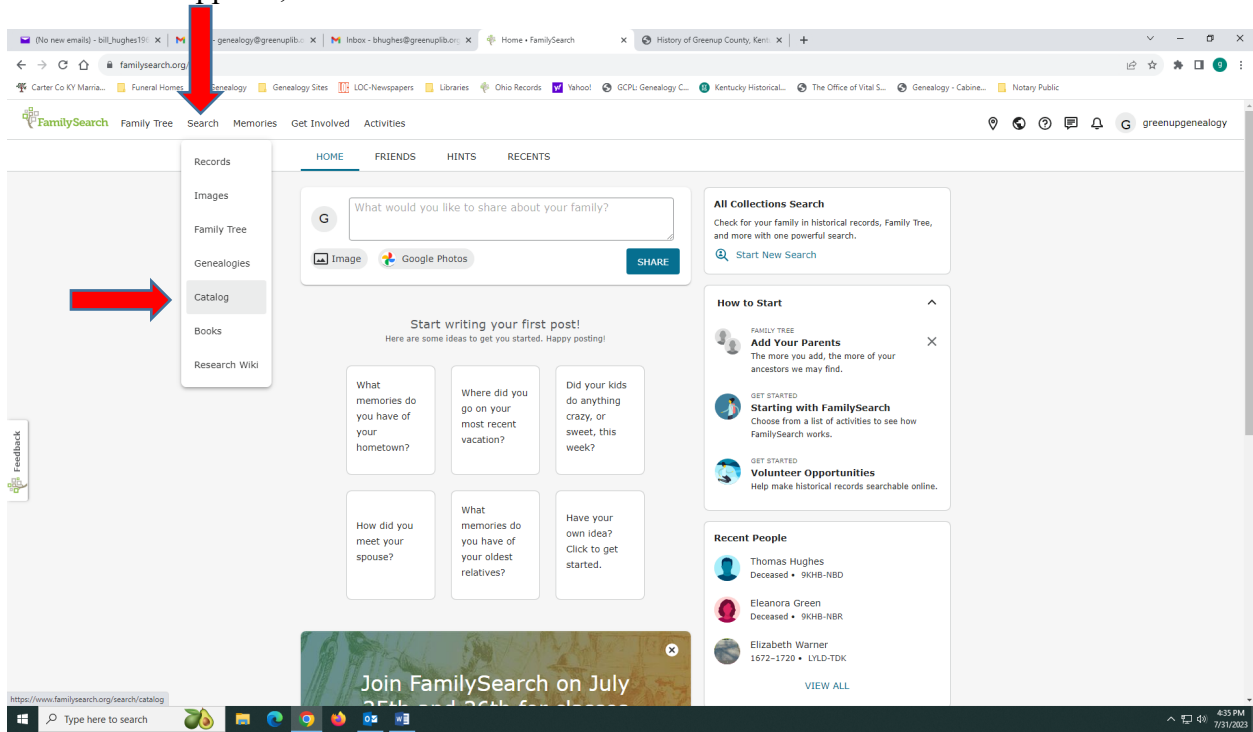 (No new emails) - bill_hughes19
genealogy@greenuplib.o
Inbox - bhughes@greenuplib.org
Home • FamilySearch
History of Greenup County, Kent
familysearch.org
Carter Co KY Marria...
Funeral Homes
Genealogy
Genealogy Sites
LOC-Newspapers
Libraries
Ohio Records
Yahoo!
GCPL: Genealogy C...
Kentucky Historical...
The Office of Vital S...
Genealogy - Cabine...
Notary Public
FamilySearch Family Tree Search Memories Get Involved Activities
G greenupgenealogy
HOME FRIENDS HINTS RECENTS
Records
Images
Family Tree
Genealogies
Catalog
Books
Research Wiki
G
What would you like to share about your family?
Image
Google Photos
SHARE
Start writing your first post!
Here are some ideas to get you started. Happy posting!
What
memories do
you have of
your
hometown?
Where did you
go on your
most recent
vacation?
Did your kids
do anything
crazy, or
sweet, this
week?
How did you
meet your
spouse?
What
memories do
you have of
your oldest
relatives?
Have your
own idea?
Click to get
started.
Join FamilySearch on July
25th and 26th for classes
All Collections Search
Check for your family in historical records, Family Tree,
and more with one powerful search.
Start New Search
How to Start
FAMILY TREE
Add Your Parents
The more you add, the more of your
ancestors we may find.
GET STARTED
Starting with FamilySearch
Choose from a list of activities to see how
FamilySearch works.
GET STARTED
Volunteer Opportunities
Help make historical records searchable online.
Recent People
Thomas Hughes
Deceased • 9KHB-NBD
Eleanora Green
Deceased • 9KHB-NBR
Elizabeth Warner
1672–1720 • LYLD-TDK
VIEW ALL
Feedback
https://www.familysearch.org/search/catalog
Type here to search
4:35 PM
7/31/2023